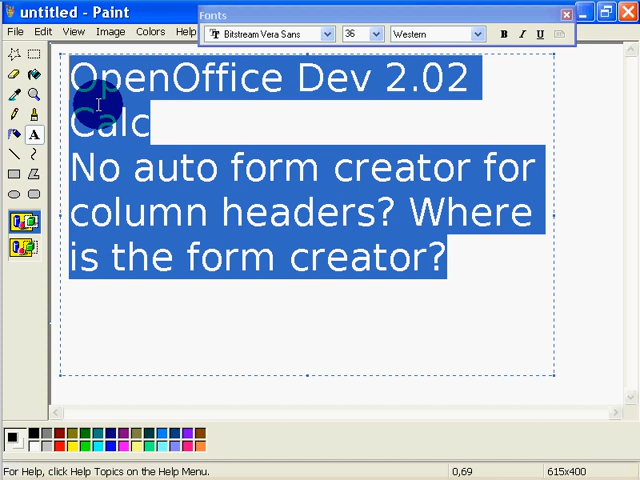 untitled - Paint
Fonts
File Edit View Image Colors Help
Bitstream Vera Sans 36 Western B I U
OpenOffice Dev 2.02
Calc
No auto form creator for
column headers? Where
is the form creator?
For Help, click Help Topics on the Help Menu. 0,69 615x400